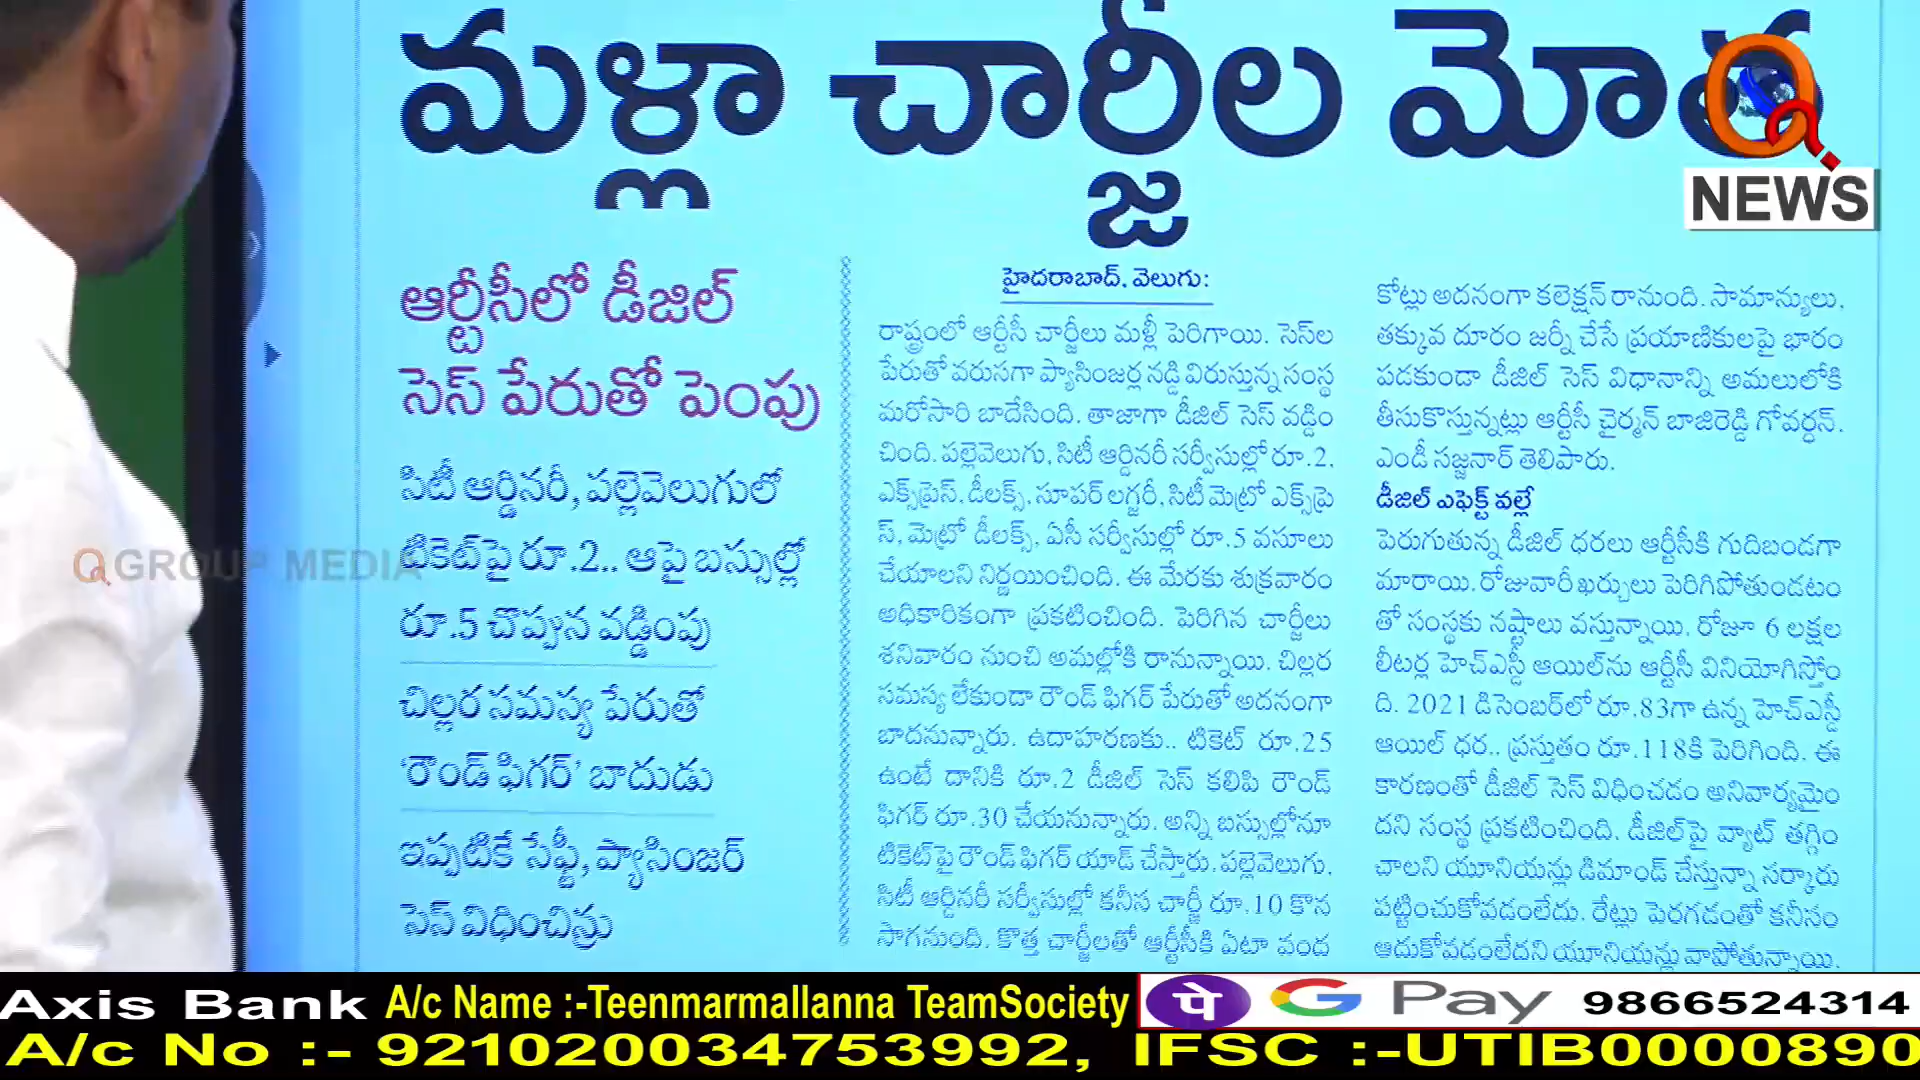 మళ్లా చార్జీల మోత
Q
NEWS
ఆర్టీసీలో డీజిల్
సెస్ పేరుతో పెంపు
సిటీ ఆర్డినరీ, పల్లెవెలుగులో
టికెట్‌పై రూ.2.. ఆపై బస్సుల్లో
రూ.5 చొప్పున వడ్డింపు
చిల్లర సమస్య పేరుతో
‘రౌండ్ ఫిగర్’ బాదుడు
ఇప్పటికే సేఫ్టీ, ప్యాసింజర్
సెస్ విధించిన్రు
హైదరాబాద్, వెలుగు:
రాష్ట్రంలో ఆర్టీసీ చార్జీలు మళ్లీ పెరిగాయి. సెస్‌ల
పేరుతో వరుసగా ప్యాసింజర్ల నడ్డి విరుస్తున్న సంస్థ
మరోసారి బాదేసింది. తాజాగా డీజిల్ సెస్ వడ్డిం
చింది. పల్లెవెలుగు, సిటీ ఆర్డినరీ సర్వీసుల్లో రూ.2,
ఎక్స్‌ప్రెస్, డీలక్స్, సూపర్ లగ్జరీ, సిటీ మెట్రో ఎక్స్‌ప్రె
స్, మెట్రో డీలక్స్, ఏసీ సర్వీసుల్లో రూ.5 వసూలు
చేయాలని నిర్ణయించింది. ఈ మేరకు శుక్రవారం
అధికారికంగా ప్రకటించింది. పెరిగిన చార్జీలు
శనివారం నుంచి అమల్లోకి రానున్నాయి. చిల్లర
సమస్య లేకుండా రౌండ్ ఫిగర్ పేరుతో అదనంగా
బాదనున్నారు. ఉదాహరణకు.. టికెట్ రూ.25
ఉంటే దానికి రూ.2 డీజిల్ సెస్ కలిపి రౌండ్
ఫిగర్ రూ.30 చేయనున్నారు. అన్ని బస్సుల్లోనూ
టికెట్‌పై రౌండ్ ఫిగర్ యాడ్ చేస్తారు. పల్లెవెలుగు,
సిటీ ఆర్డినరీ సర్వీసుల్లో కనీస చార్జీ రూ.10 కొన
సాగనుంది. కొత్త చార్జీలతో ఆర్టీసీకి ఏటా వంద
కోట్లు అదనంగా కలెక్షన్ రానుంది. సామాన్యులు,
తక్కువ దూరం జర్నీ చేసే ప్రయాణికులపై భారం
పడకుండా డీజిల్ సెస్ విధానాన్ని అమలులోకి
తీసుకొస్తున్నట్లు ఆర్టీసీ చైర్మన్ బాజిరెడ్డి గోవర్ధన్,
ఎండీ సజ్జనార్ తెలిపారు.
డీజిల్ ఎఫెక్ట్ వల్లే
పెరుగుతున్న డీజిల్ ధరలు ఆర్టీసీకి గుదిబండగా
మారాయి. రోజువారీ ఖర్చులు పెరిగిపోతుండటం
తో సంస్థకు నష్టాలు వస్తున్నాయి. రోజూ 6 లక్షల
లీటర్ల హెచ్ఎస్డీ ఆయిల్‌ను ఆర్టీసీ వినియోగిస్తోం
ది. 2021 డిసెంబర్‌లో రూ.83గా ఉన్న హెచ్ఎస్డీ
ఆయిల్ ధర.. ప్రస్తుతం రూ.118కి పెరిగింది. ఈ
కారణంతో డీజిల్ సెస్ విధించడం అనివార్యమైం
దని సంస్థ ప్రకటించింది. డీజిల్‌పై వ్యాట్ తగ్గిం
చాలని యూనియన్లు డిమాండ్ చేస్తున్నా సర్కారు
పట్టించుకోవడంలేదు. రేట్లు పెరగడంతో కనీసం
ఆదుకోవడంలేదని యూనియన్లు వాపోతున్నాయి.
Q GROUP MEDIA
Axis Bank A/c Name :-Teenmarmallanna TeamSociety
पे G Pay 9866524314
A/c No :- 921020034753992, IFSC :-UTIB0000890